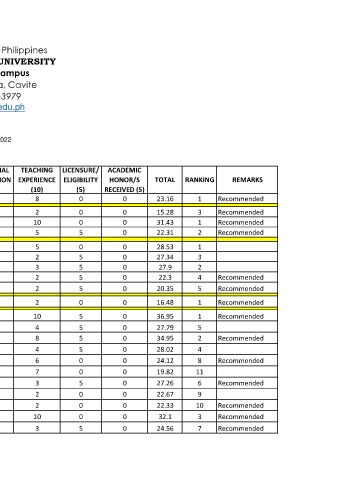 Philippines
UNIVERSITY
ampus
a, Cavite
-3979
edu.ph
2022
IAL ION TEACHING EXPERIENCE (10) LICENSURE/ ELIGIBILITY (5) ACADEMIC HONOR/S RECEIVED (5) TOTAL RANKING REMARKS
8 0 0 23.16 1 Recommended
2 0 0 15.28 3 Recommended
10 0 0 31.43 1 Recommended
5 5 0 22.31 2 Recommended
5 0 0 28.53 1
2 5 0 27.34 3
3 5 0 27.9 2
2 5 0 22.3 4 Recommended
2 5 0 20.35 5 Recommended
2 0 0 16.48 1 Recommended
10 5 0 36.95 1 Recommended
4 5 0 27.79 5
8 5 0 34.95 2 Recommended
4 5 0 28.02 4
6 0 0 24.12 8 Recommended
7 0 0 19.82 11
3 5 0 27.26 6 Recommended
2 0 0 22.67 9
2 0 0 22.33 10 Recommended
10 0 0 32.1 3 Recommended
3 5 0 24.56 7 Recommended